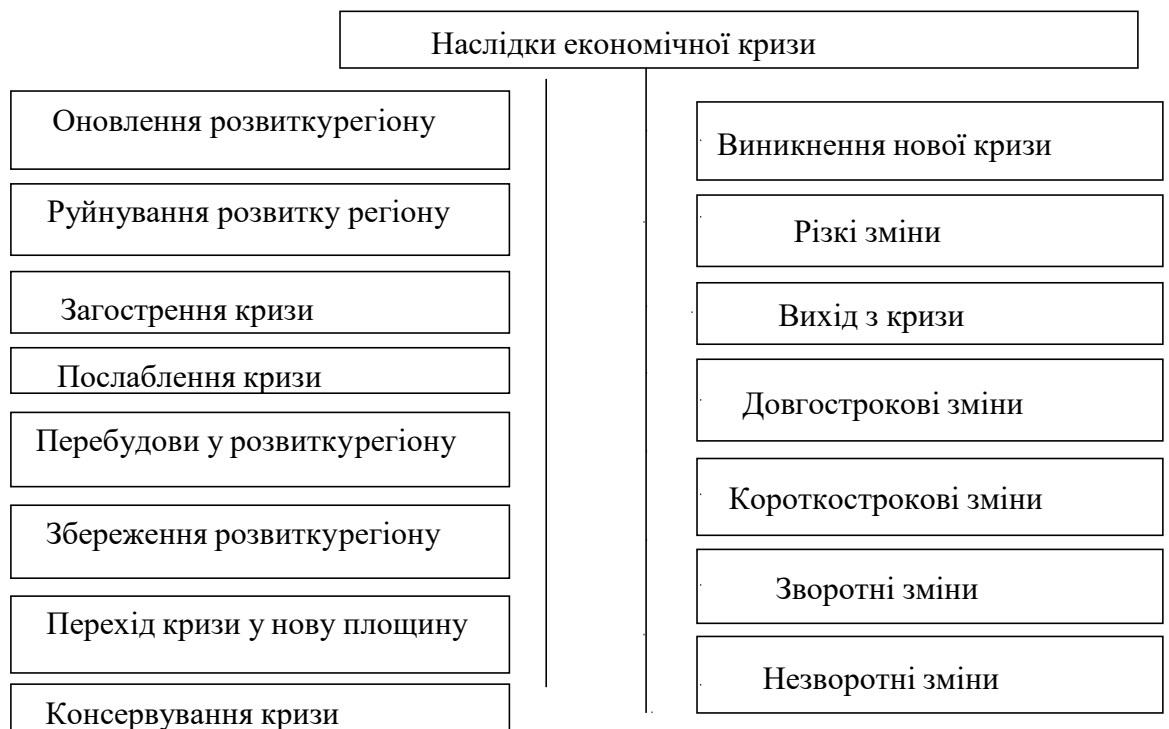 Наслідки економічної кризи
Оновлення розвиткурегіону
Руйнування розвитку регіону
Загострення кризи
Послаблення кризи
Перебудови у розвиткурегіону
Збереження розвиткурегіону
Перехід кризи у нову площину
Консервування кризи
Виникнення нової кризи
Різкі зміни
Вихід з кризи
Довгострокові зміни
Короткострокові зміни
Зворотні зміни
Незворотні зміни